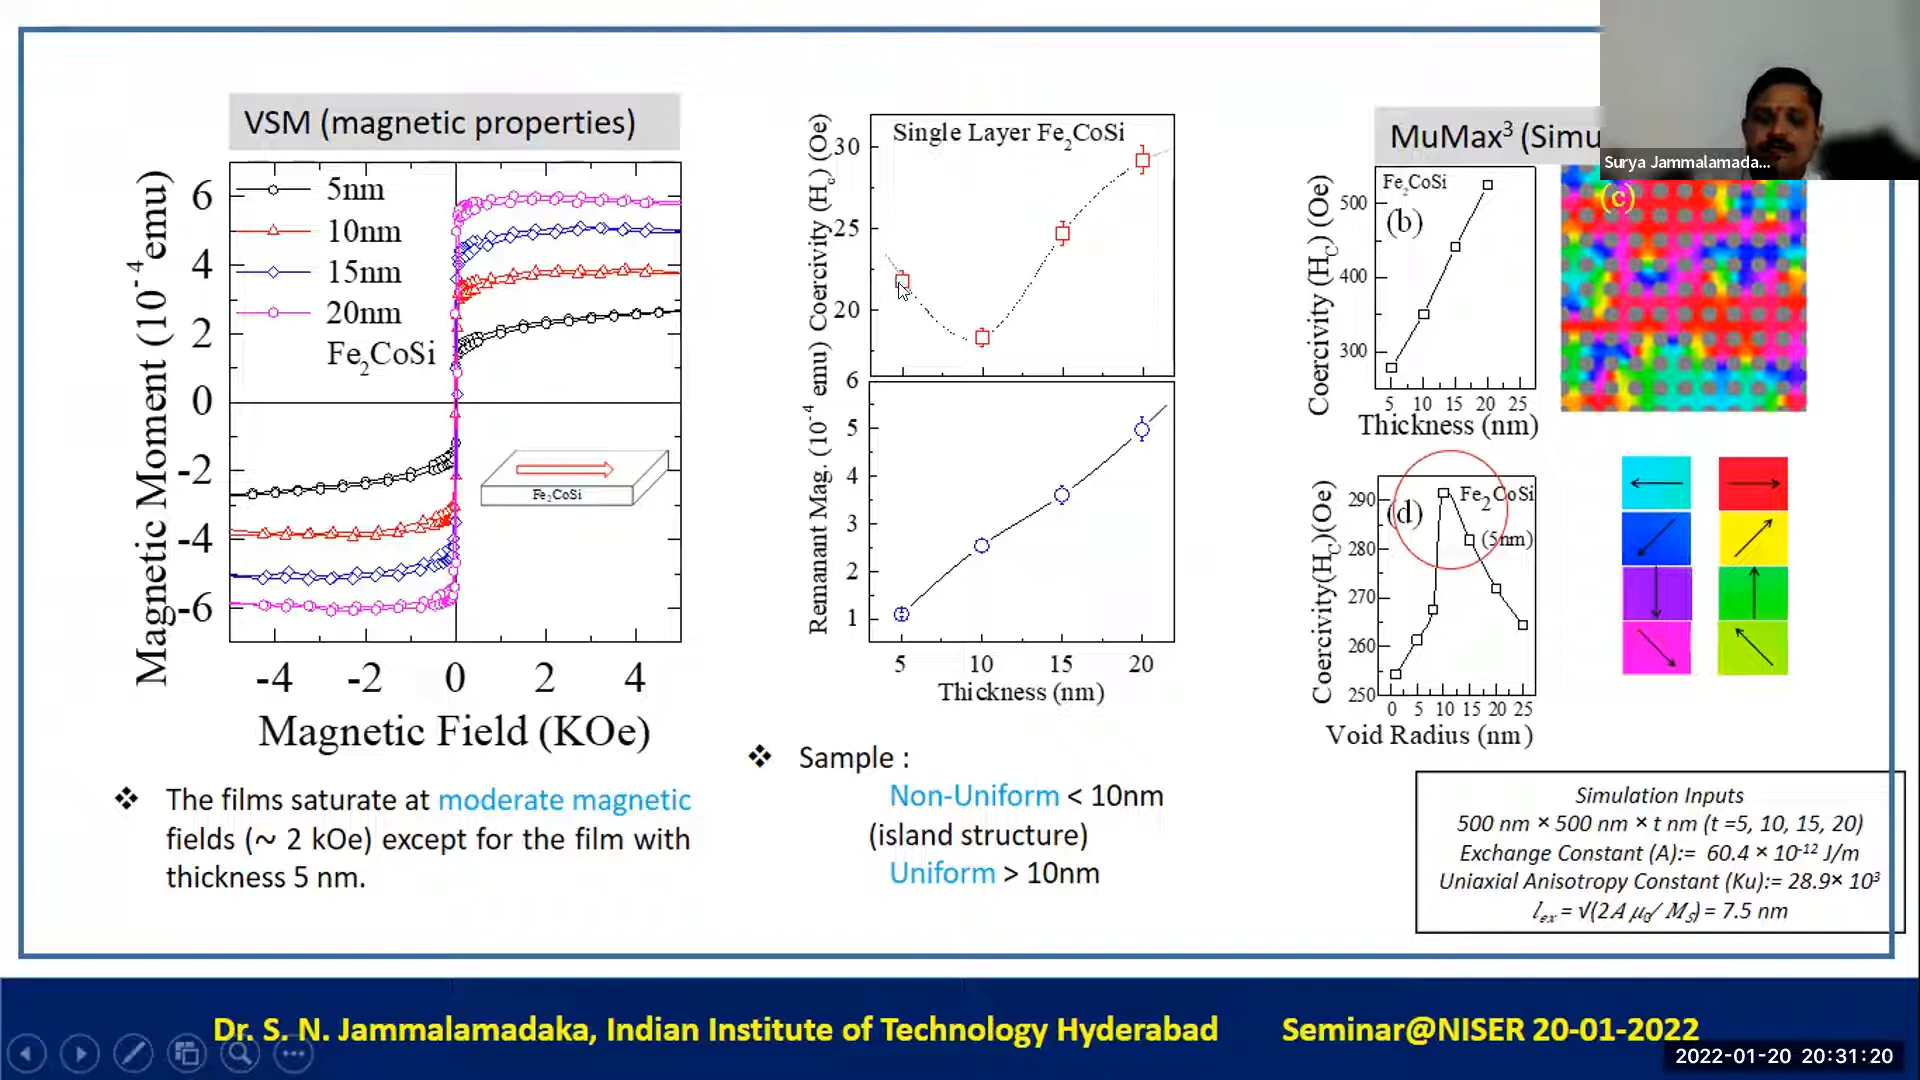 VSM (magnetic properties)
5nm
10nm
15nm
20nm
Fe2CoSi
6
4
2
0
-2
-4
-6
Magnetic Moment (10-4 emu)
Fe2CoSi
-4 -2 0 2 4
Magnetic Field (KOe)
❖ The films saturate at moderate magnetic
fields (~ 2 kOe) except for the film with
thickness 5 nm.
Single Layer Fe2CoSi
30
25
20
Coercivity (Hc) (Oe)
6
5
4
3
2
1
Remanant Mag. (10-4 emu)
5 10 15 20
Thickness (nm)
❖ Sample :
Non-Uniform < 10nm
(island structure)
Uniform > 10nm
MuMax3 (Simu
Surya Jammalamada...
Fe2CoSi
(b)
500
400
300
Coercivity (HC) (Oe)
5 10 15 20 25
Thickness (nm)
(c)
Fe2CoSi
(d)
(5nm)
290
280
270
260
250
Coercivity(HC)(Oe)
0 5 10 15 20 25
Void Radius (nm)
Simulation Inputs
500 nm × 500 nm × t nm (t =5, 10, 15, 20)
Exchange Constant (A):= 60.4 × 10-12 J/m
Uniaxial Anisotropy Constant (Ku):= 28.9× 103
lex = √(2A μ0/ MS) = 7.5 nm
Dr. S. N. Jammalamadaka, Indian Institute of Technology Hyderabad Seminar@NISER 20-01-2022
2022-01-20 20:31:20